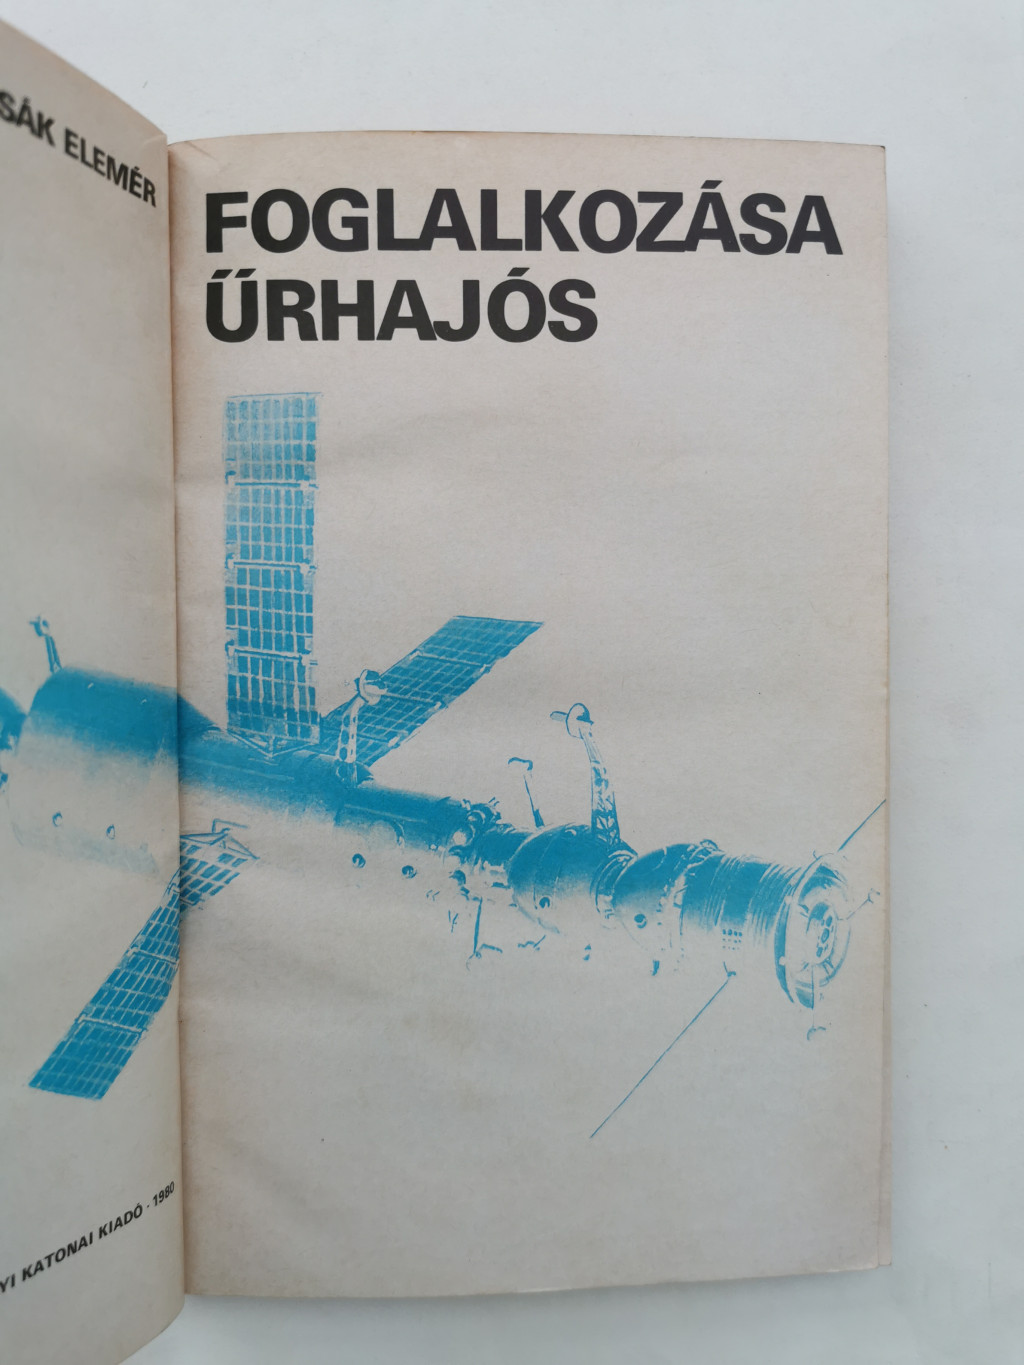 SÁK ELEMÉR
FOGLALKOZÁSA
ŰRHAJÓS
YI KATONAI KIADÓ · 1980